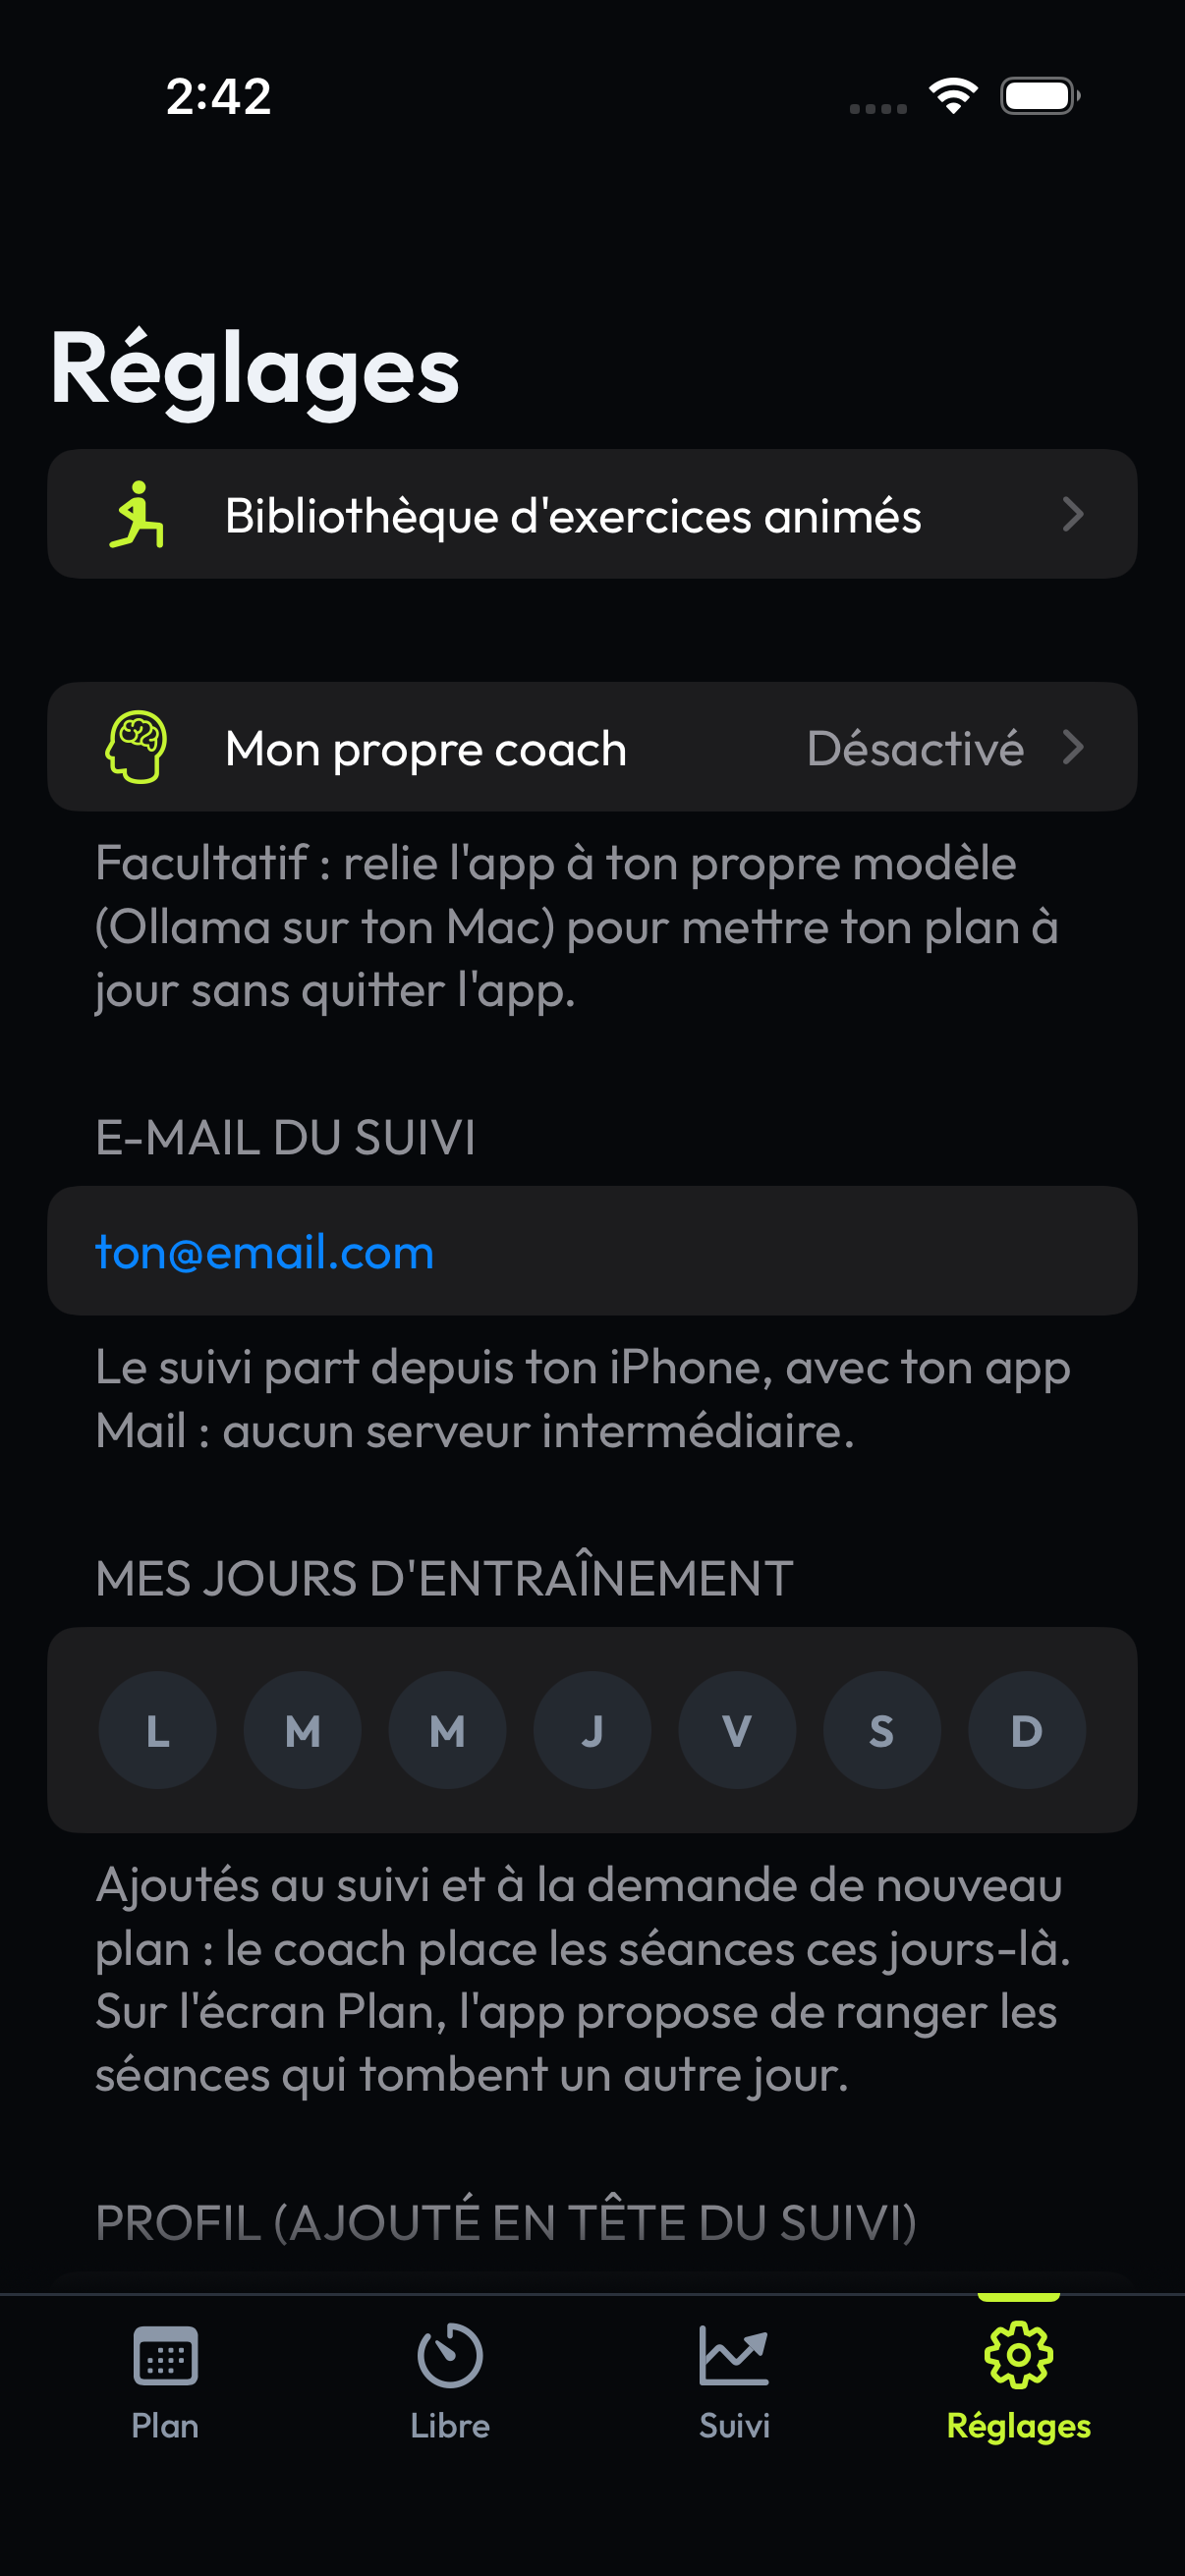 2:42
Réglages
Bibliothèque d'exercices animés
Mon propre coach
Désactivé
Facultatif : relie l'app à ton propre modèle
(Ollama sur ton Mac) pour mettre ton plan à
jour sans quitter l'app.
E-MAIL DU SUIVI
ton@email.com
Le suivi part depuis ton iPhone, avec ton app
Mail : aucun serveur intermédiaire.
MES JOURS D'ENTRAÎNEMENT
L M M J V S D
Ajoutés au suivi et à la demande de nouveau
plan : le coach place les séances ces jours-là.
Sur l'écran Plan, l'app propose de ranger les
séances qui tombent un autre jour.
PROFIL (AJOUTÉ EN TÊTE DU SUIVI)
Plan Libre Suivi Réglages